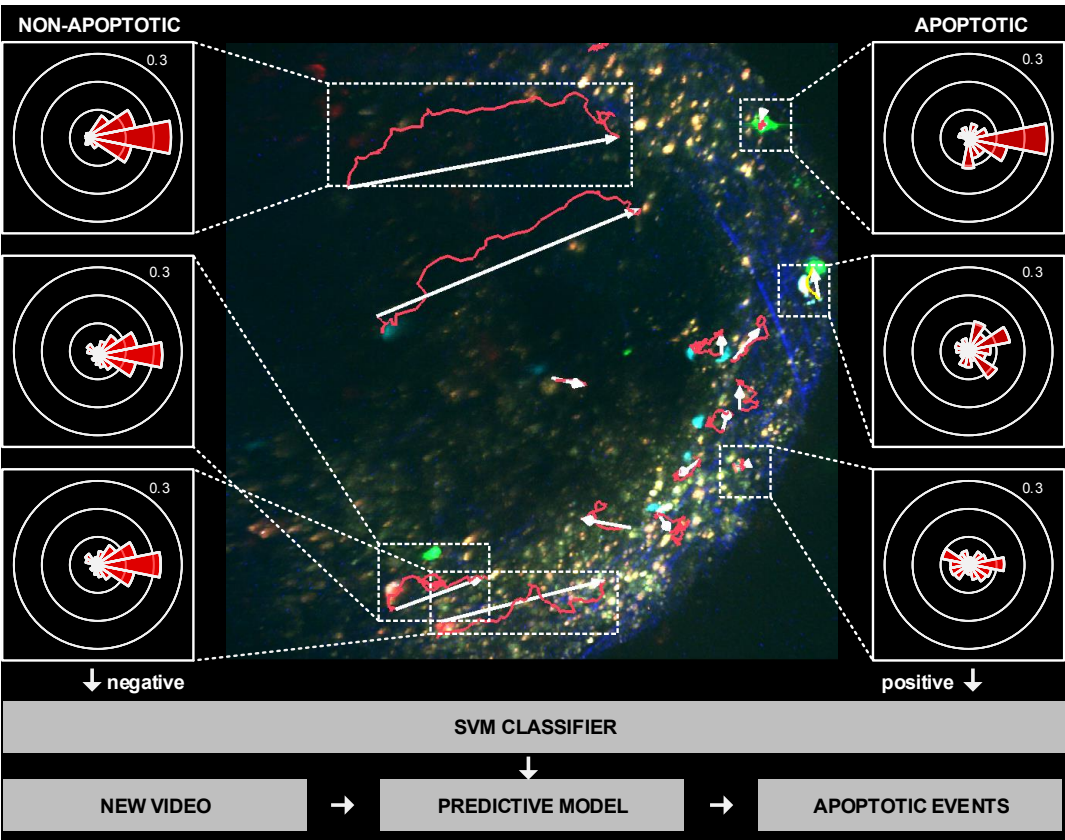 NON-APOPTOTIC
APOPTOTIC
0.3
0.3
0.3
0.3
0.3
0.3
negative
positive
SVM CLASSIFIER
NEW VIDEO
PREDICTIVE MODEL
APOPTOTIC EVENTS